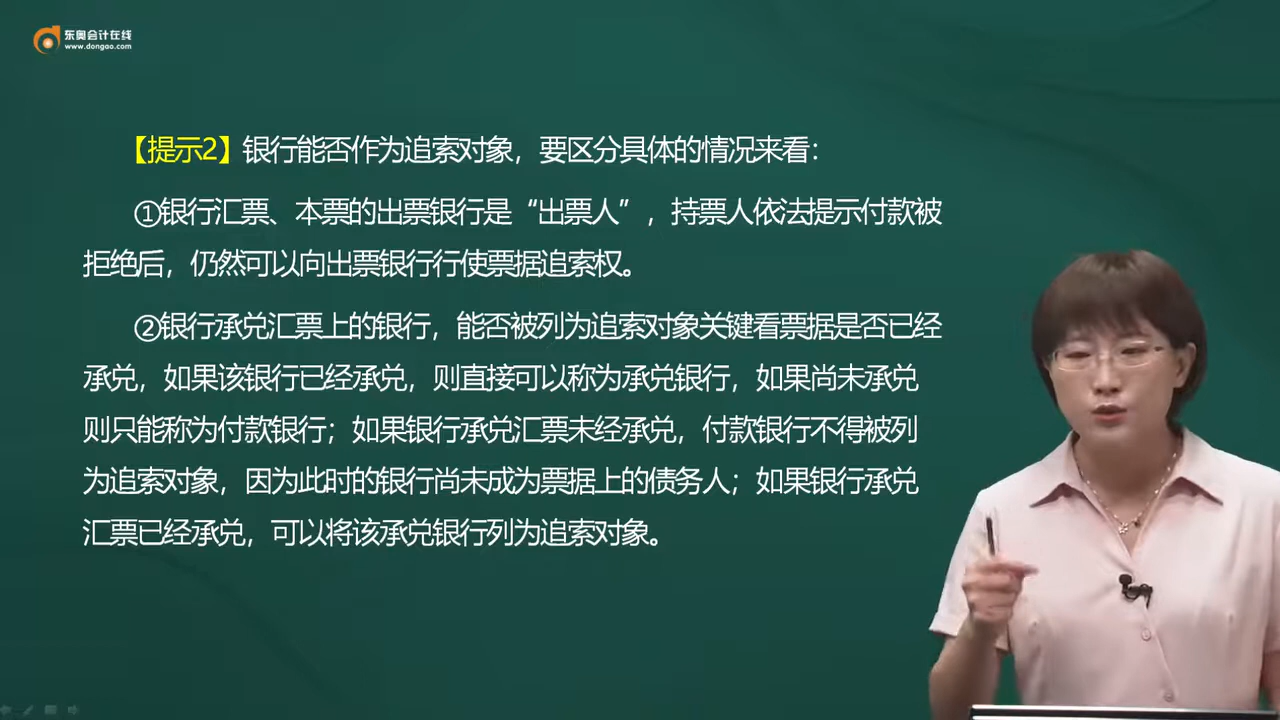 东奥会计在线
www.dongao.com
【提示2】银行能否作为追索对象，要区分具体的情况来看：
①银行汇票、本票的出票银行是“出票人”，持票人依法提示付款被
拒绝后，仍然可以向出票银行行使票据追索权。
②银行承兑汇票上的银行，能否被列为追索对象关键看票据是否已经
承兑，如果该银行已经承兑，则直接可以称为承兑银行，如果尚未承兑
则只能称为付款银行；如果银行承兑汇票未经承兑，付款银行不得被列
为追索对象，因为此时的银行尚未成为票据上的债务人；如果银行承兑
汇票已经承兑，可以将该承兑银行列为追索对象。